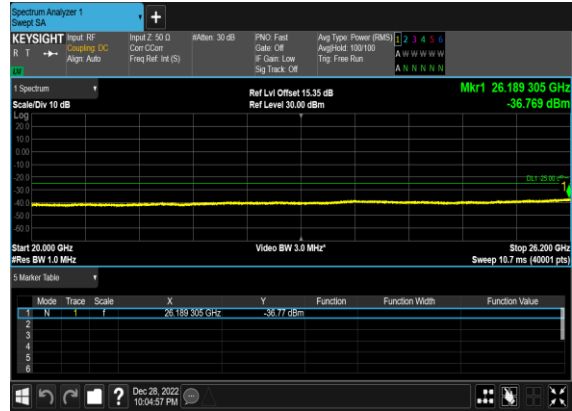 Spectrum Analyzer 1
Swept SA
+
KEYSIGHT Input: RF Input Z: 50 Ω #Atten: 30 dB PNO: Fast Avg Type: Power (RMS) 1 2 3 4 5 6
R T Coupling: DC Corr CCorr Gate: Off Avg|Hold: 100/100 A W W W W W
Align: Auto Freq Ref: Int (S) IF Gain: Low Trig: Free Run
Sig Track: Off A N N N N N
1 Spectrum Ref Lvl Offset 15.35 dB Mkr1 26.189 305 GHz
Scale/Div 10 dB Ref Level 30.00 dBm -36.769 dBm
Log
20.0
10.0
0.00
-10.0
-20.0
DL1 -25.00
-30.0 1
-40.0
-50.0
-60.0
Start 20.000 GHz Video BW 3.0 MHz* Stop 26.200 GHz
#Res BW 1.0 MHz Sweep 10.7 ms (40001 pts)
5 Marker Table
Mode Trace Scale X Y Function Function Width Function Value
1 N 1 f 26.189 305 GHz -36.77 dBm
2
3
4
5
6
? Dec 28, 2022
10:04:57 PM